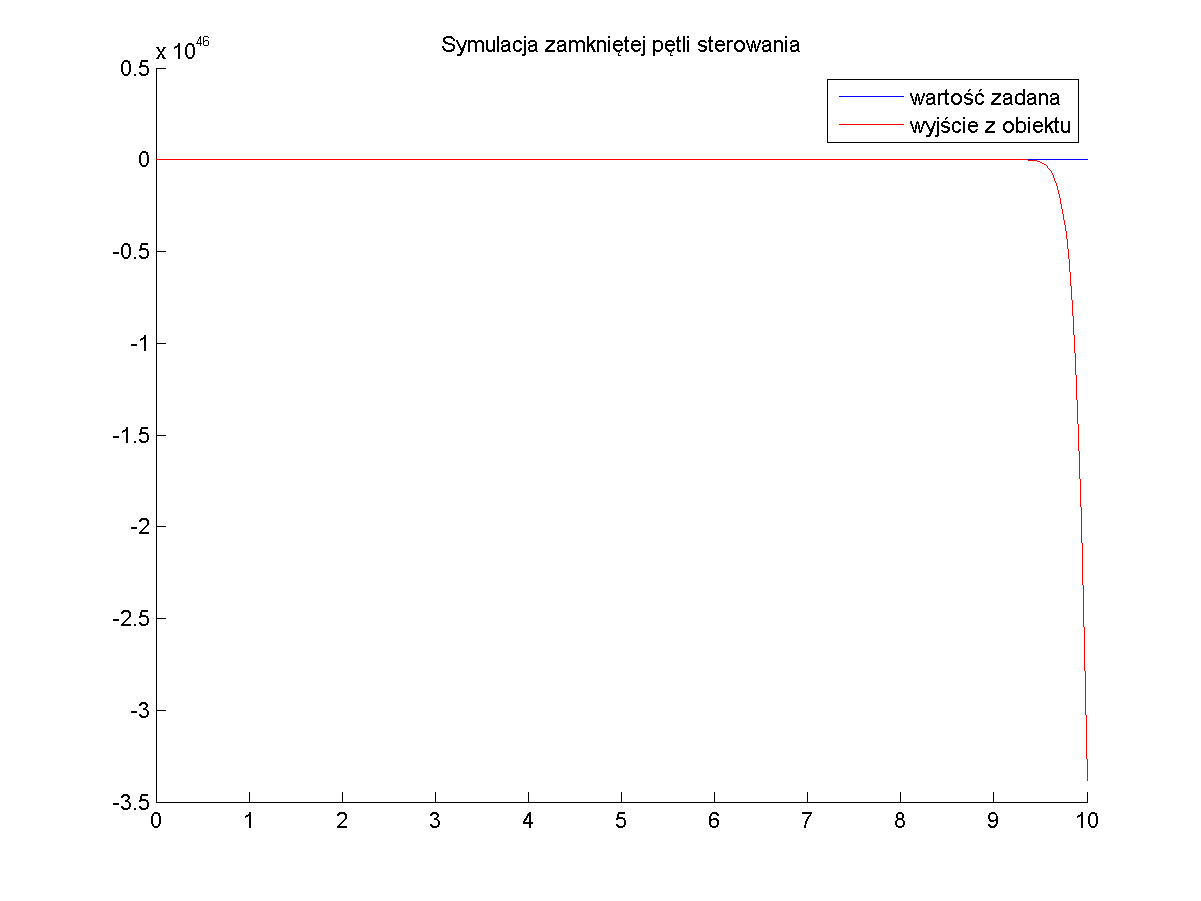 Symulacja zamkniętej pętli sterowania
x 10^46
wartość zadana
wyjście z obiektu
0.5
0
-0.5
-1
-1.5
-2
-2.5
-3
-3.5
0 1 2 3 4 5 6 7 8 9 10